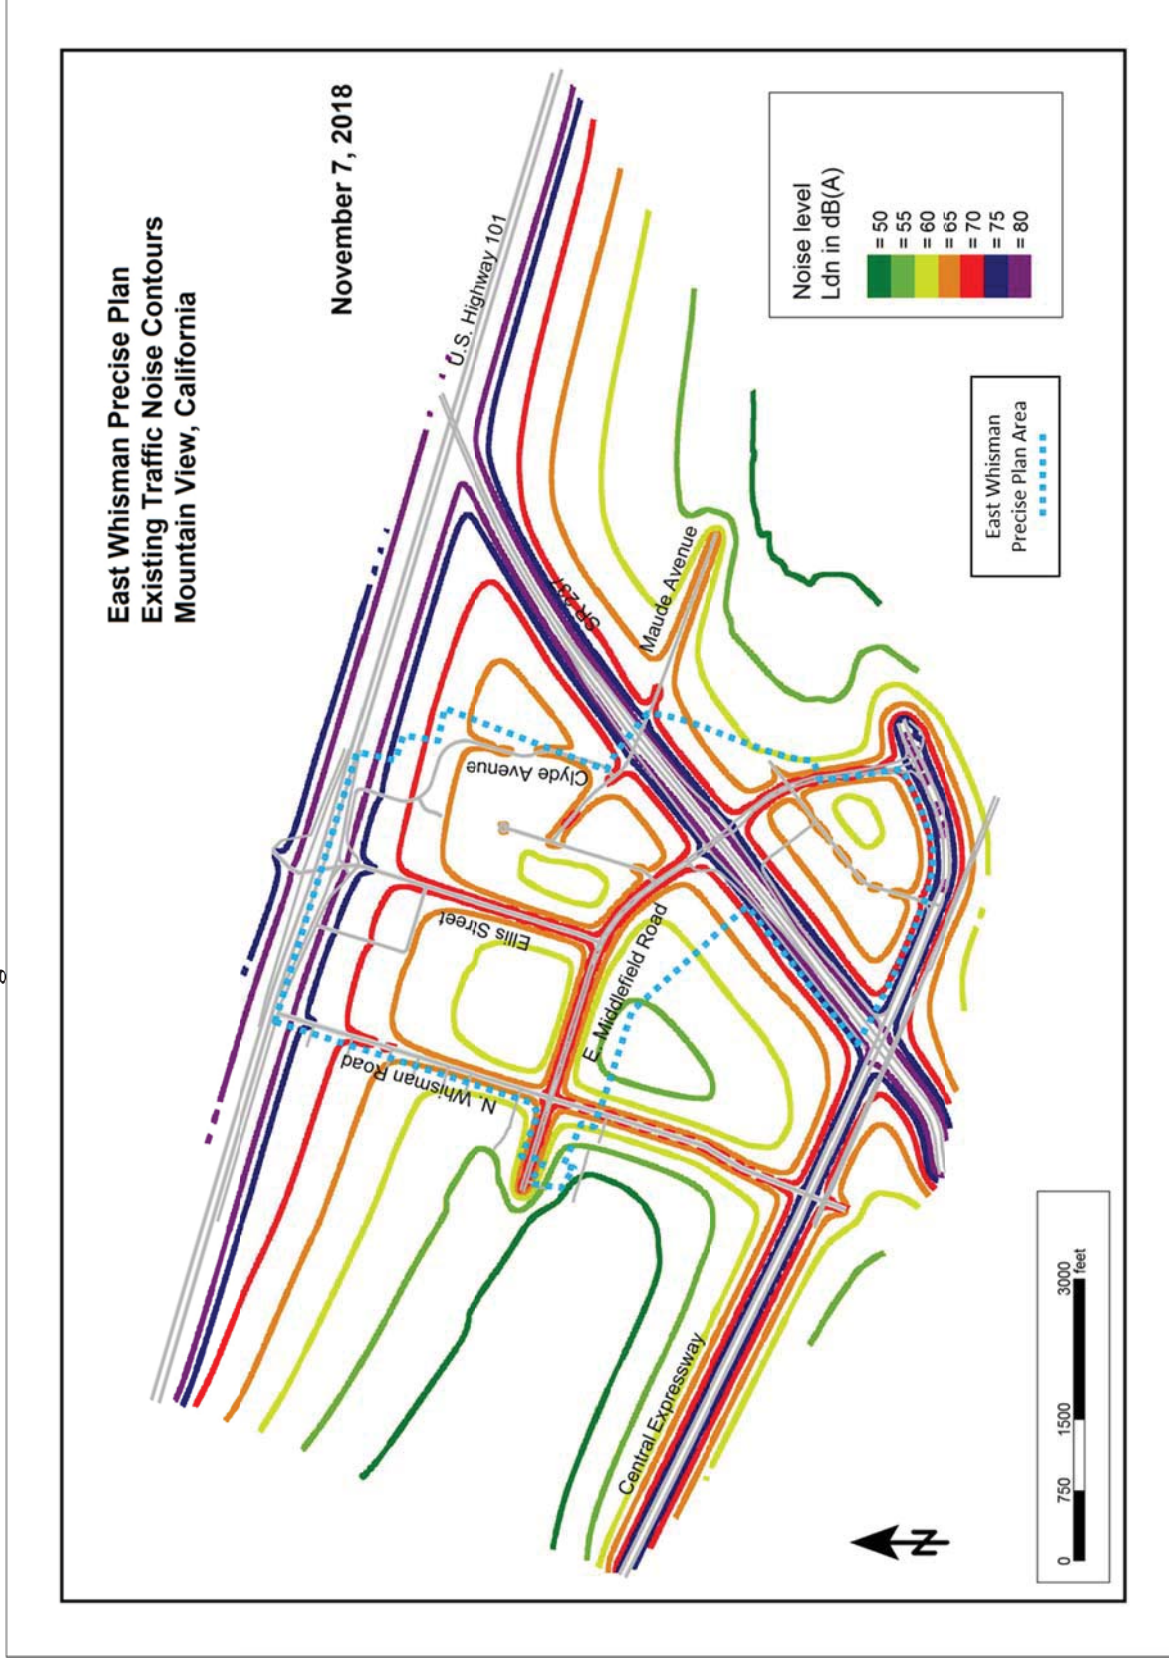 East Whisman Precise Plan
Existing Traffic Noise Contours
Mountain View, California
November 7, 2018
U.S. Highway 101
SR 237
Maude Avenue
Clyde Avenue
Ellis Street
E. Middlefield Road
N. Whisman Road
Central Expressway
Noise level
Ldn in dB(A)
= 50
= 55
= 60
= 65
= 70
= 75
= 80
East Whisman
Precise Plan Area
N
0 750 1500 3000
feet